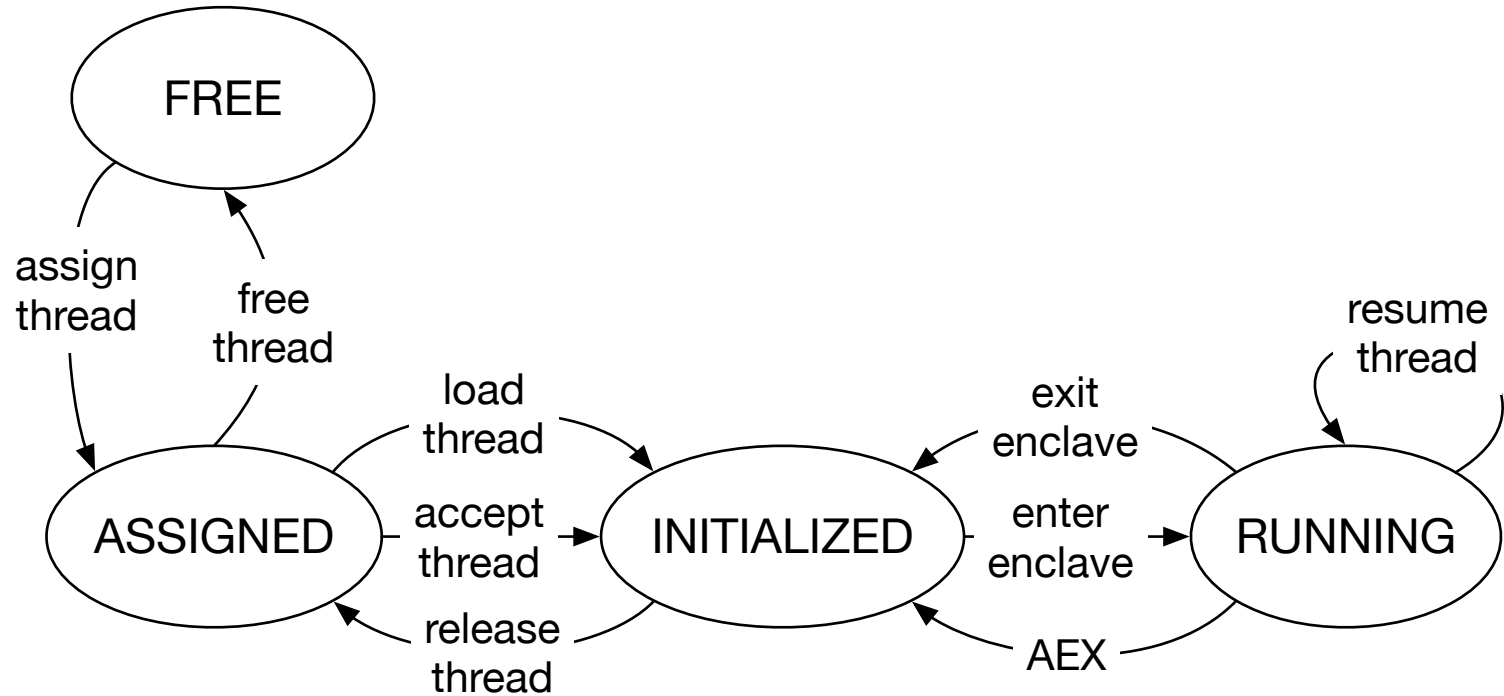 FREE
assign
thread
free
thread
resume
thread
load
thread
exit
enclave
ASSIGNED
accept
thread
INITIALIZED
enter
enclave
RUNNING
release
thread
AEX